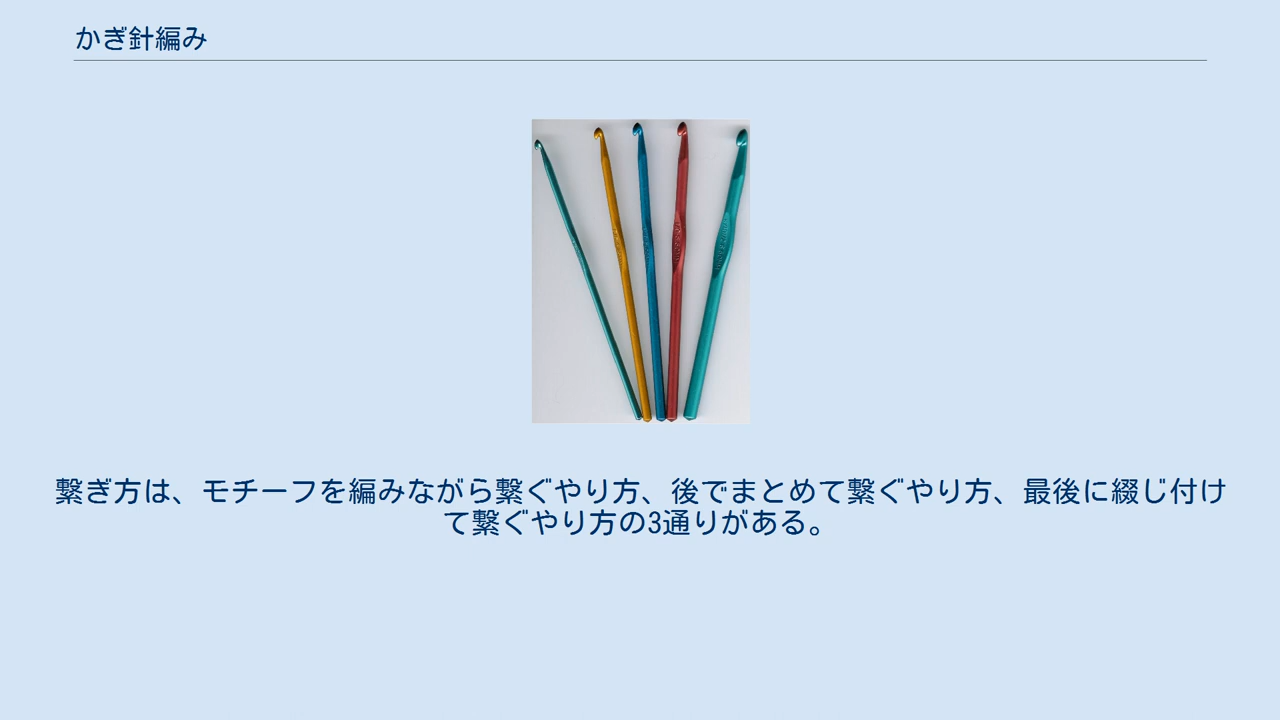 かぎ針編み
繋ぎ方は、モチーフを編みながら繋ぐやり方、後でまとめて繋ぐやり方、最後に綴じ付け
て繋ぐやり方の3通りがある。